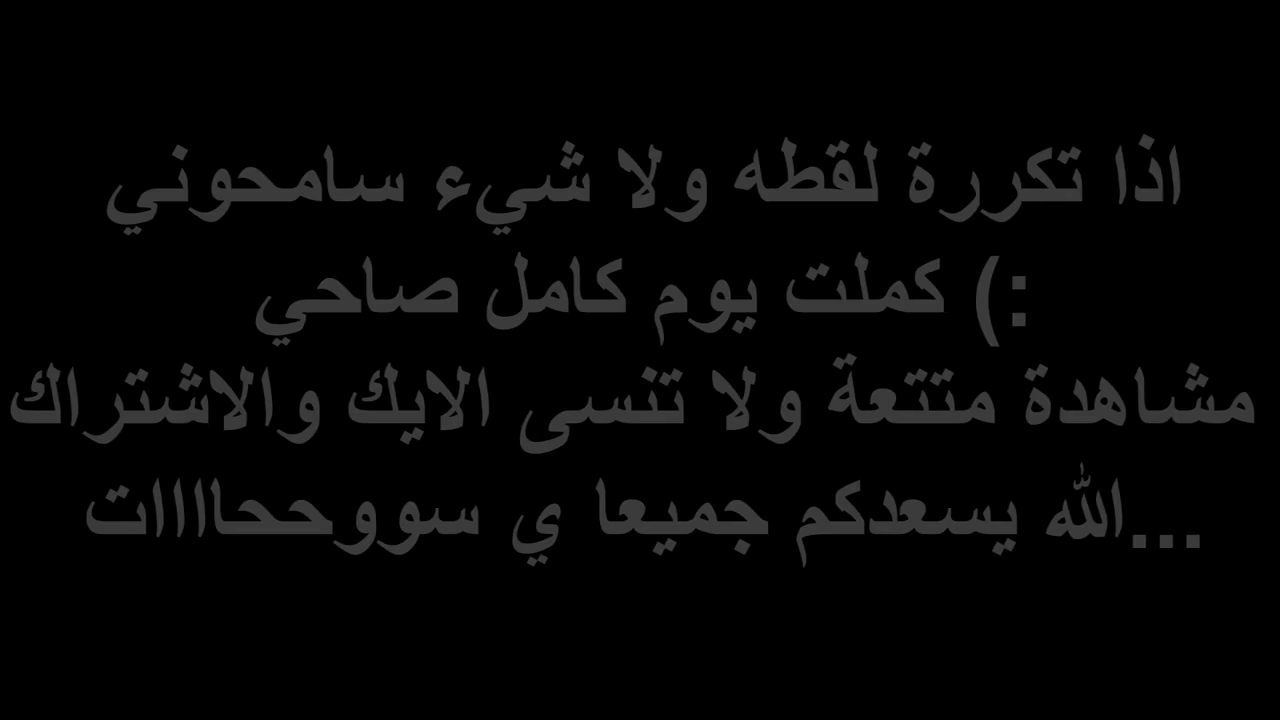 اذا تكررة لقطه ولا شيء سامحوني
كملت يوم كامل صاحي (:
مشاهدة متتعة ولا تنسى الايك والاشتراك
الله يسعدكم جميعا ي سووححاااات...